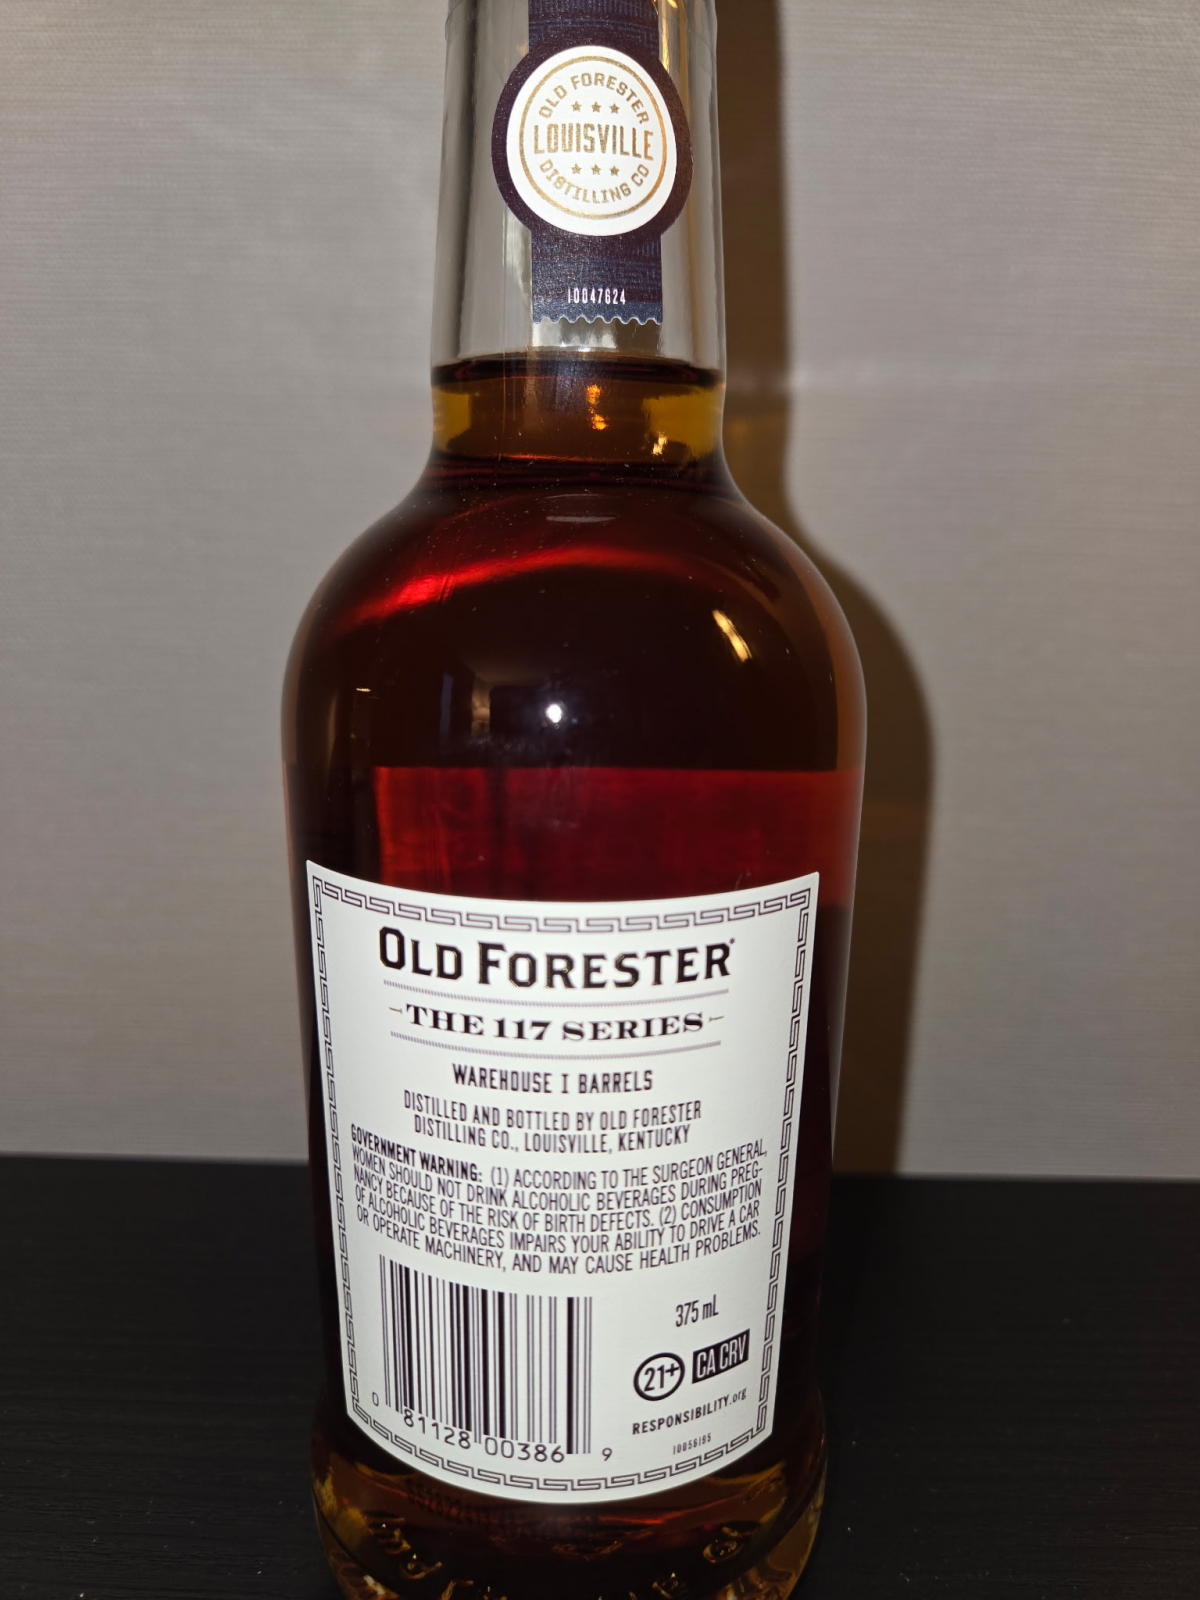 OLD FORESTER
LOUISVILLE
DISTILLING CO
10047624
OLD FORESTER
THE 117 SERIES
WAREHOUSE I BARRELS
DISTILLED AND BOTTLED BY OLD FORESTER
DISTILLING CO., LOUISVILLE, KENTUCKY
GOVERNMENT WARNING: (1) ACCORDING TO THE SURGEON GENERAL,
WOMEN SHOULD NOT DRINK ALCOHOLIC BEVERAGES DURING PREG-
NANCY BECAUSE OF THE RISK OF BIRTH DEFECTS. (2) CONSUMPTION
OF ALCOHOLIC BEVERAGES IMPAIRS YOUR ABILITY TO DRIVE A CAR
OR OPERATE MACHINERY, AND MAY CAUSE HEALTH PROBLEMS.
375 mL
21+ CA CRV
RESPONSIBILITY.org
10056195
0 81128 00386 9